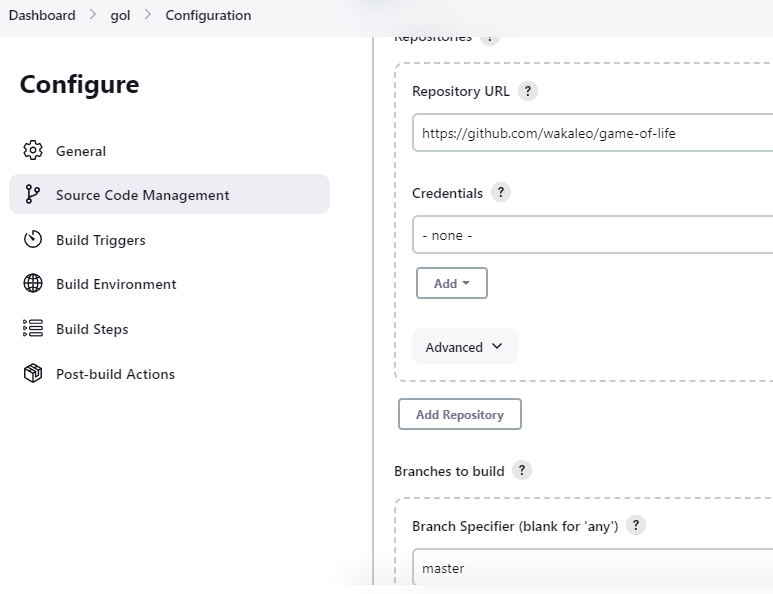 Dashboard > gol > Configuration
Configure
General
Source Code Management
Build Triggers
Build Environment
Build Steps
Post-build Actions
Repositories ?
Repository URL ?
https://github.com/wakaleo/game-of-life
Credentials ?
- none -
Add
Advanced
Add Repository
Branches to build ?
Branch Specifier (blank for 'any') ?
master